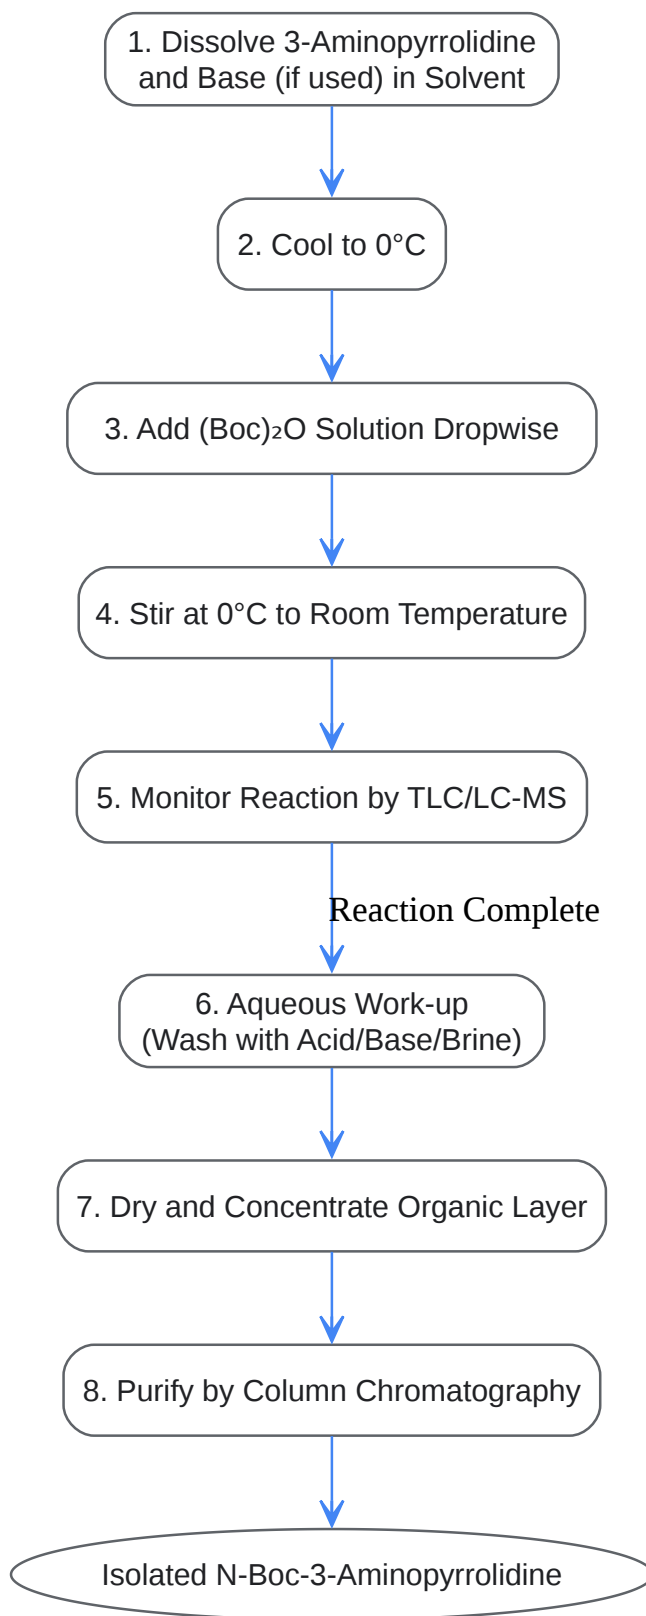 1. Dissolve 3-Aminopyrrolidine
and Base (if used) in Solvent
2. Cool to 0°C
3. Add (Boc)₂O Solution Dropwise
4. Stir at 0°C to Room Temperature
5. Monitor Reaction by TLC/LC-MS
Reaction Complete
6. Aqueous Work-up
(Wash with Acid/Base/Brine)
7. Dry and Concentrate Organic Layer
8. Purify by Column Chromatography
Isolated N-Boc-3-Aminopyrrolidine